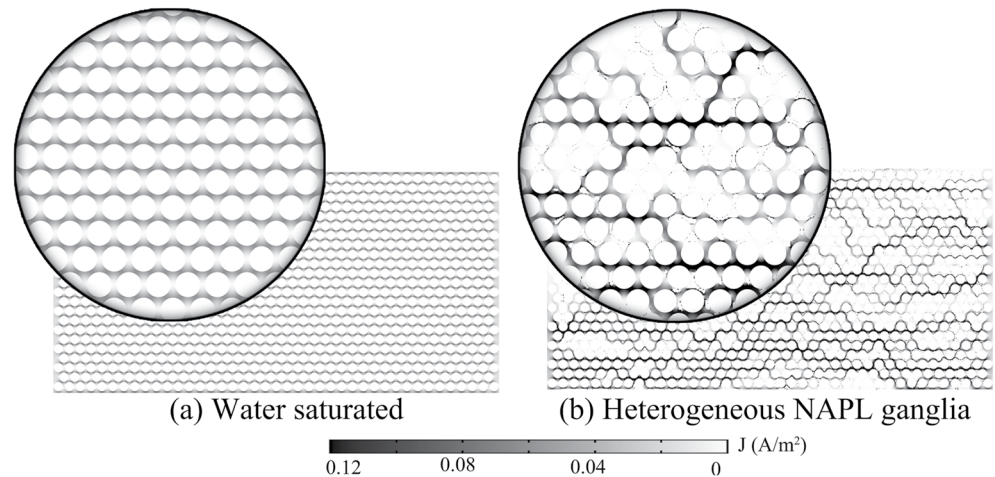 (a) Water saturated
(b) Heterogeneous NAPL ganglia
J (A/m²)
0.12 0.08 0.04 0